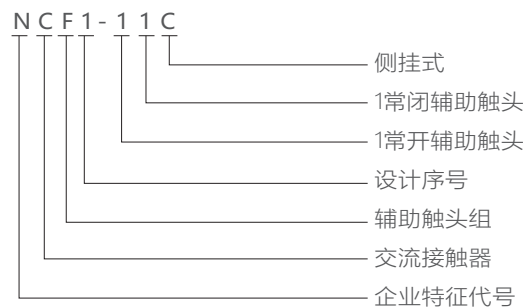 NCF1-11C
侧挂式
1常闭辅助触头
1常开辅助触头
设计序号
辅助触头组
交流接触器
企业特征代号